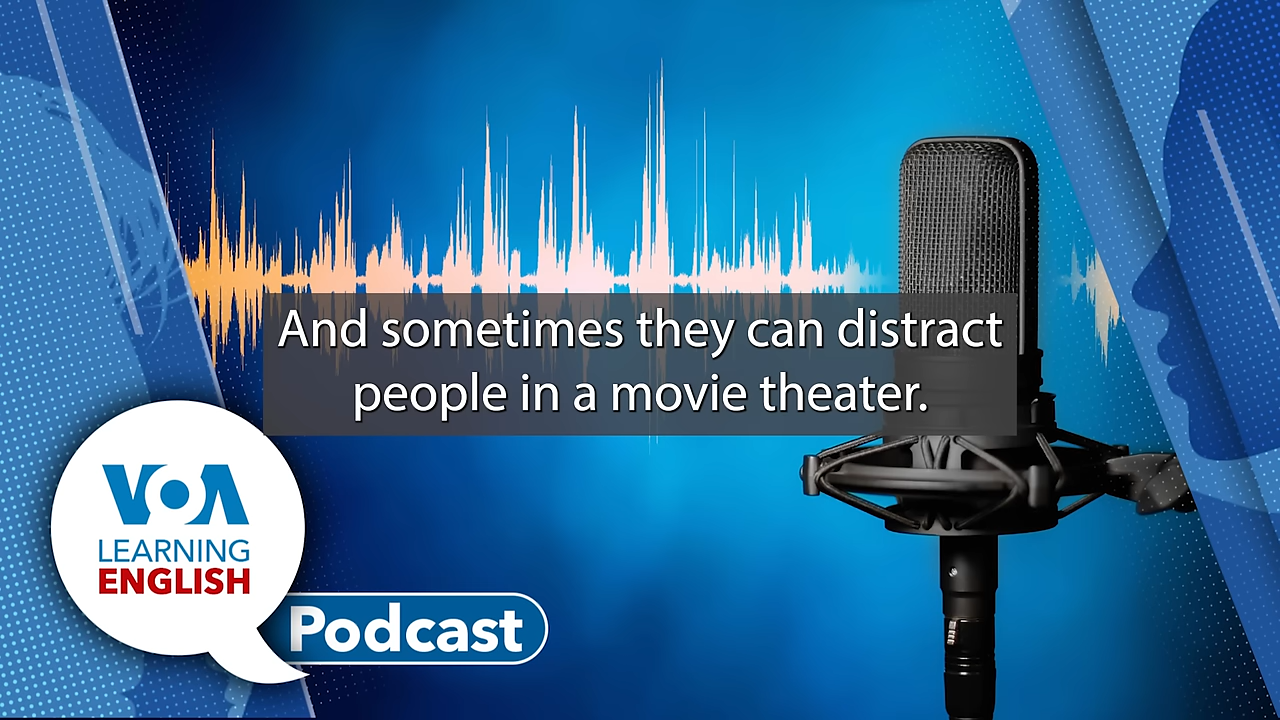 And sometimes they can distract
people in a movie theater.
VOA
LEARNING
ENGLISH
Podcast